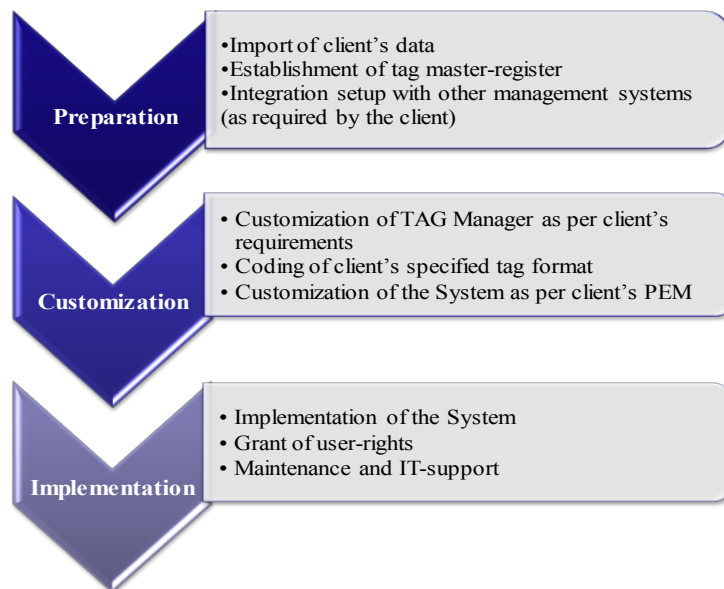 Preparation
•Import of client's data
•Establishment of tag master-register
•Integration setup with other management systems
(as required by the client)
Customization
• Customization of TAG Manager as per client's
requirements
• Coding of client's specified tag format
• Customization of the System as per client's PEM
Implementation
• Implementation of the System
• Grant of user-rights
• Maintenance and IT-support